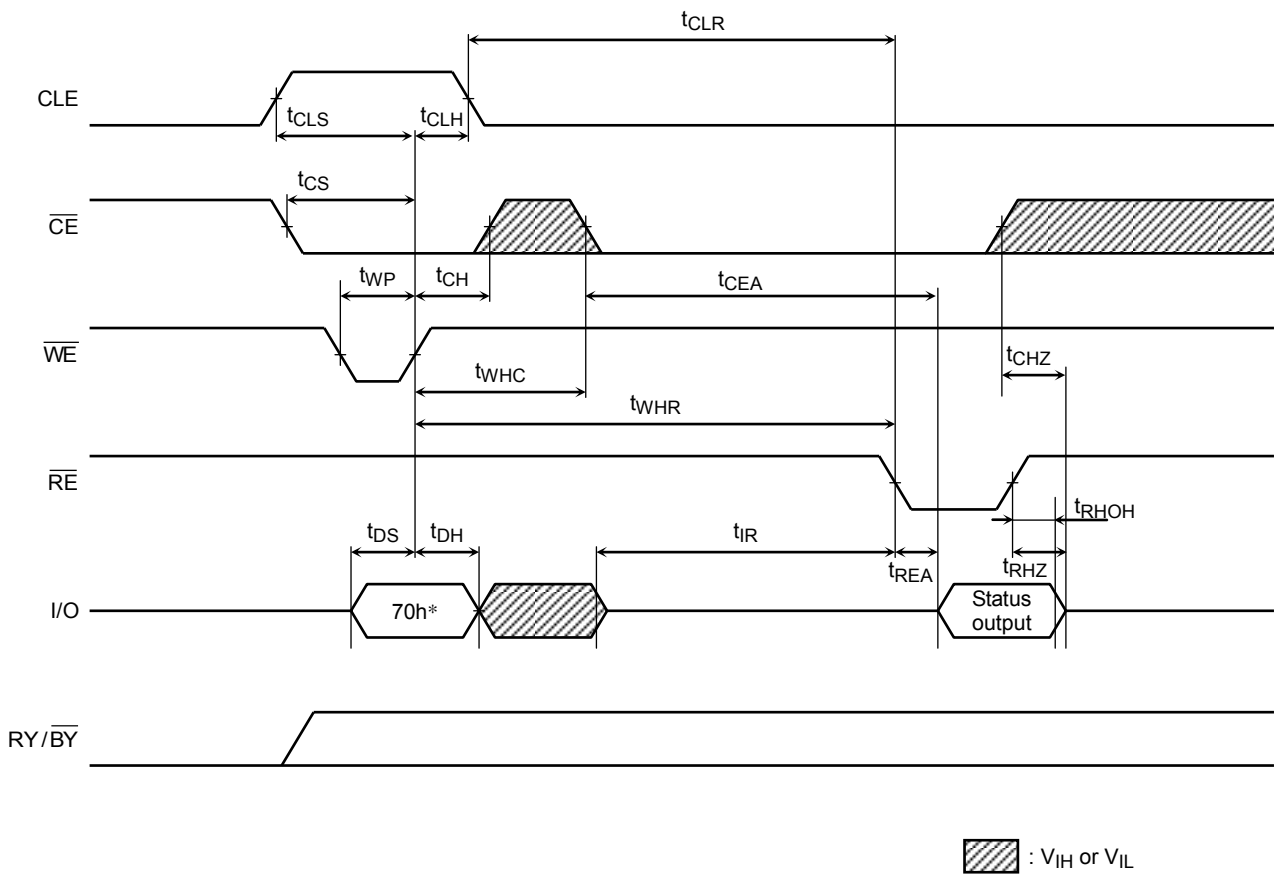 tCLR
CLE
tCLS
tCLH
tCS
CE
tWP
tCH
tCEA
WE
tCHZ
tWHC
tWHR
RE
tRHOH
tDS
tDH
tIR
tREA
tRHZ
I/O
70h*
Status
output
RY/BY
: VIH or VIL